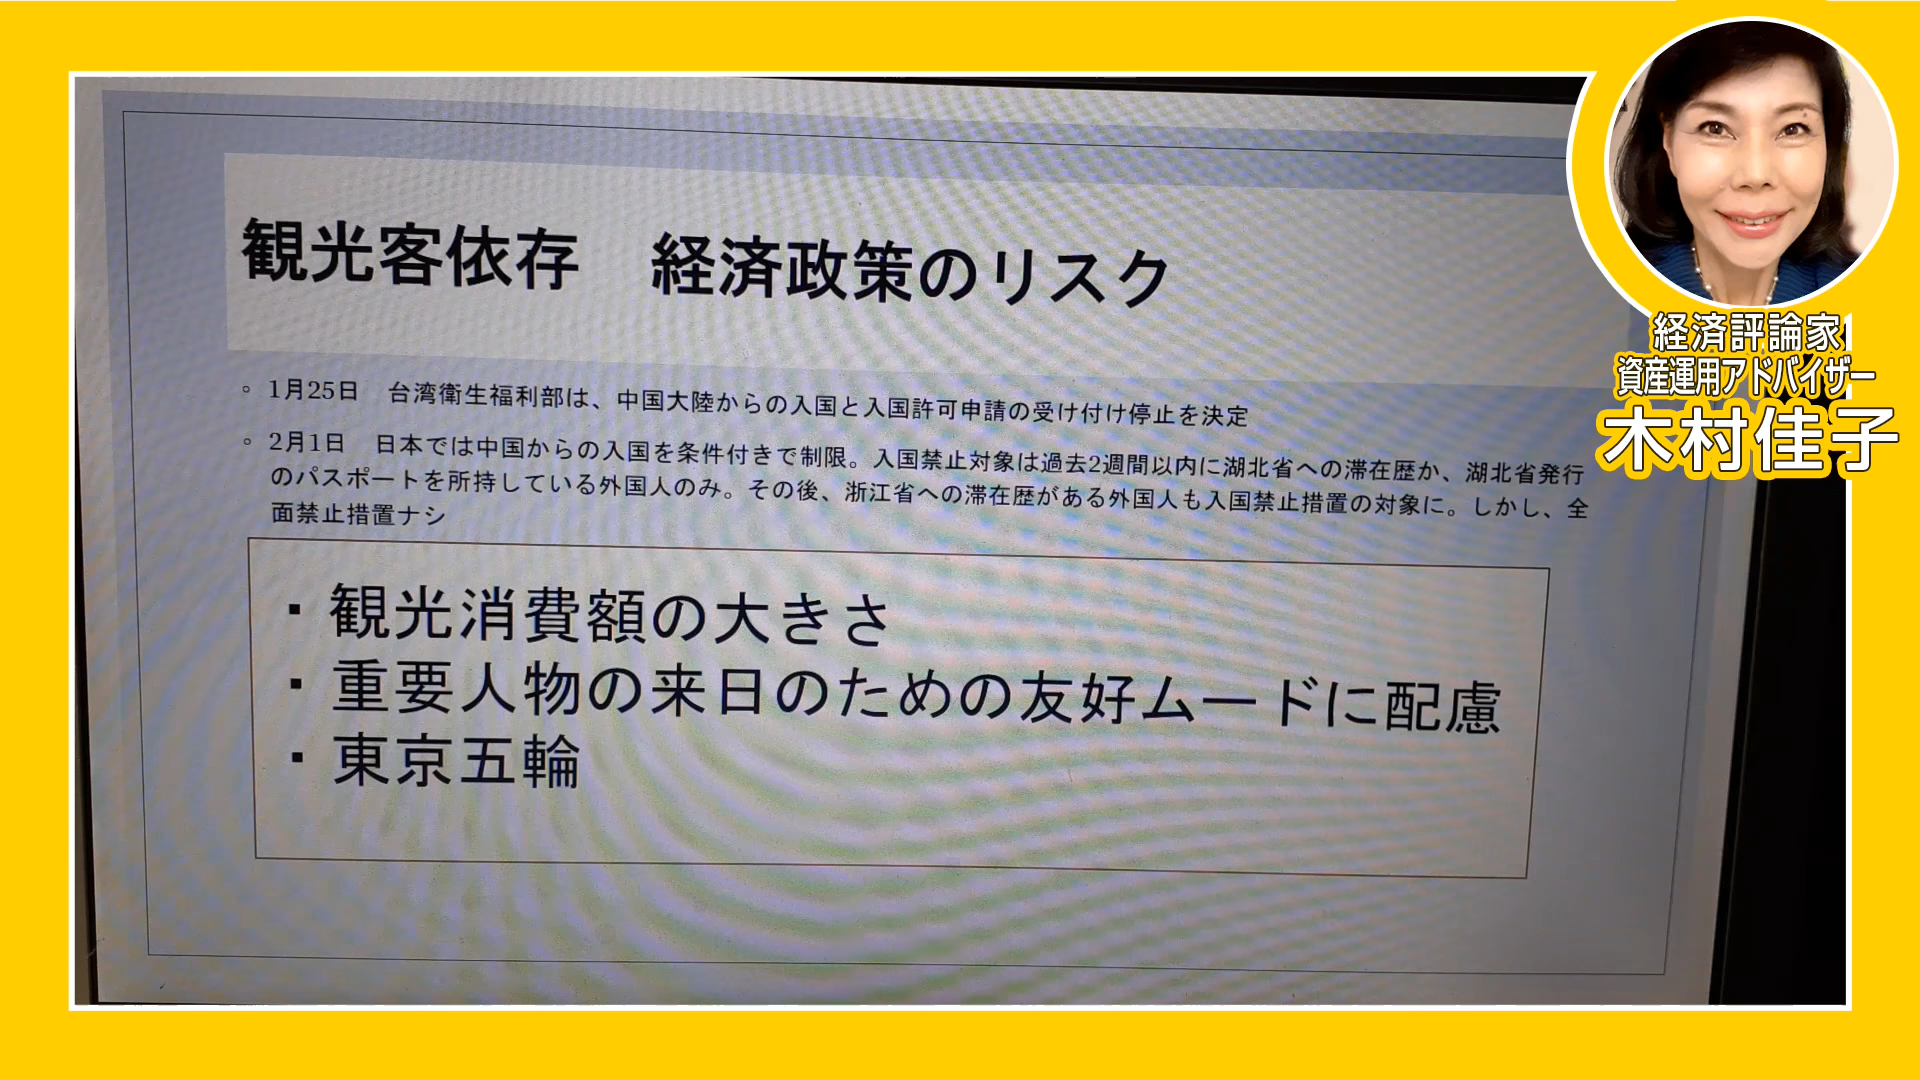 観光客依存　経済政策のリスク
◦ 1月25日　台湾衛生福利部は、中国大陸からの入国と入国許可申請の受け付け停止を決定
◦ 2月1日　日本では中国からの入国を条件付きで制限。入国禁止対象は過去2週間以内に湖北省への滞在歴か、湖北省発行
のパスポートを所持している外国人のみ。その後、浙江省への滞在歴がある外国人も入国禁止措置の対象に。しかし、全
面禁止措置ナシ
・観光消費額の大きさ
・重要人物の来日のための友好ムードに配慮
・東京五輪
経済評論家
資産運用アドバイザー
木村佳子